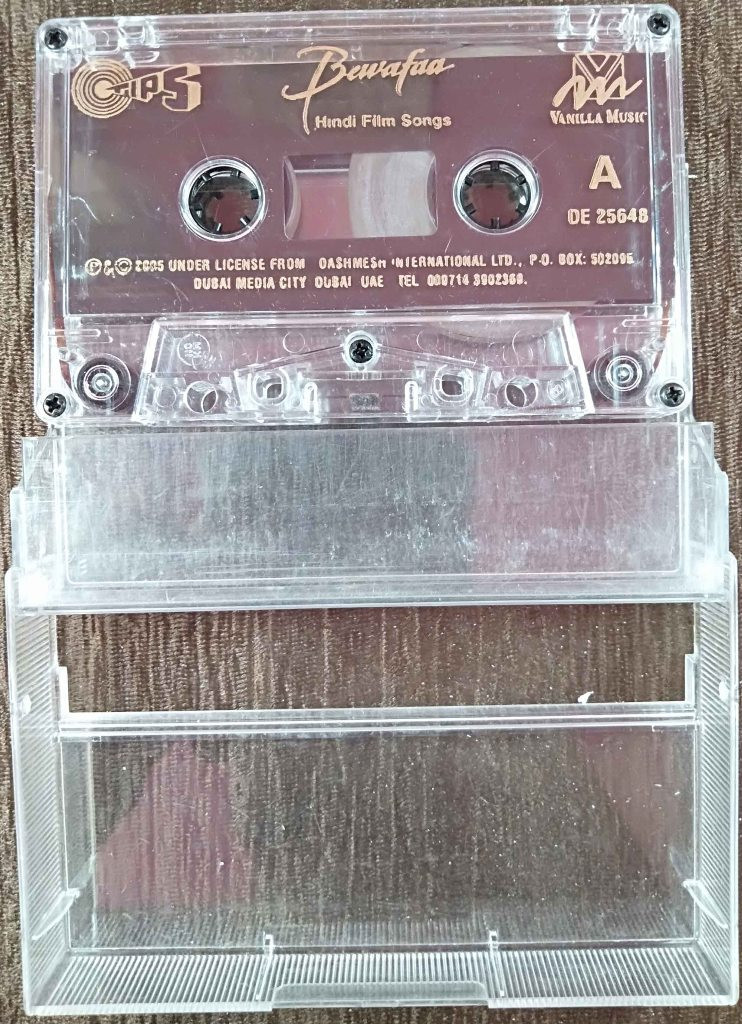 TIPS
Bewafaa
Hindi Film Songs
VANILLA MUSIC
A
DE 25648
℗ & © 2005 UNDER LICENSE FROM DASHMESH INTERNATIONAL LTD., P.O. BOX: 502095
DUBAI MEDIA CITY DUBAI UAE TEL 009714 3902368.